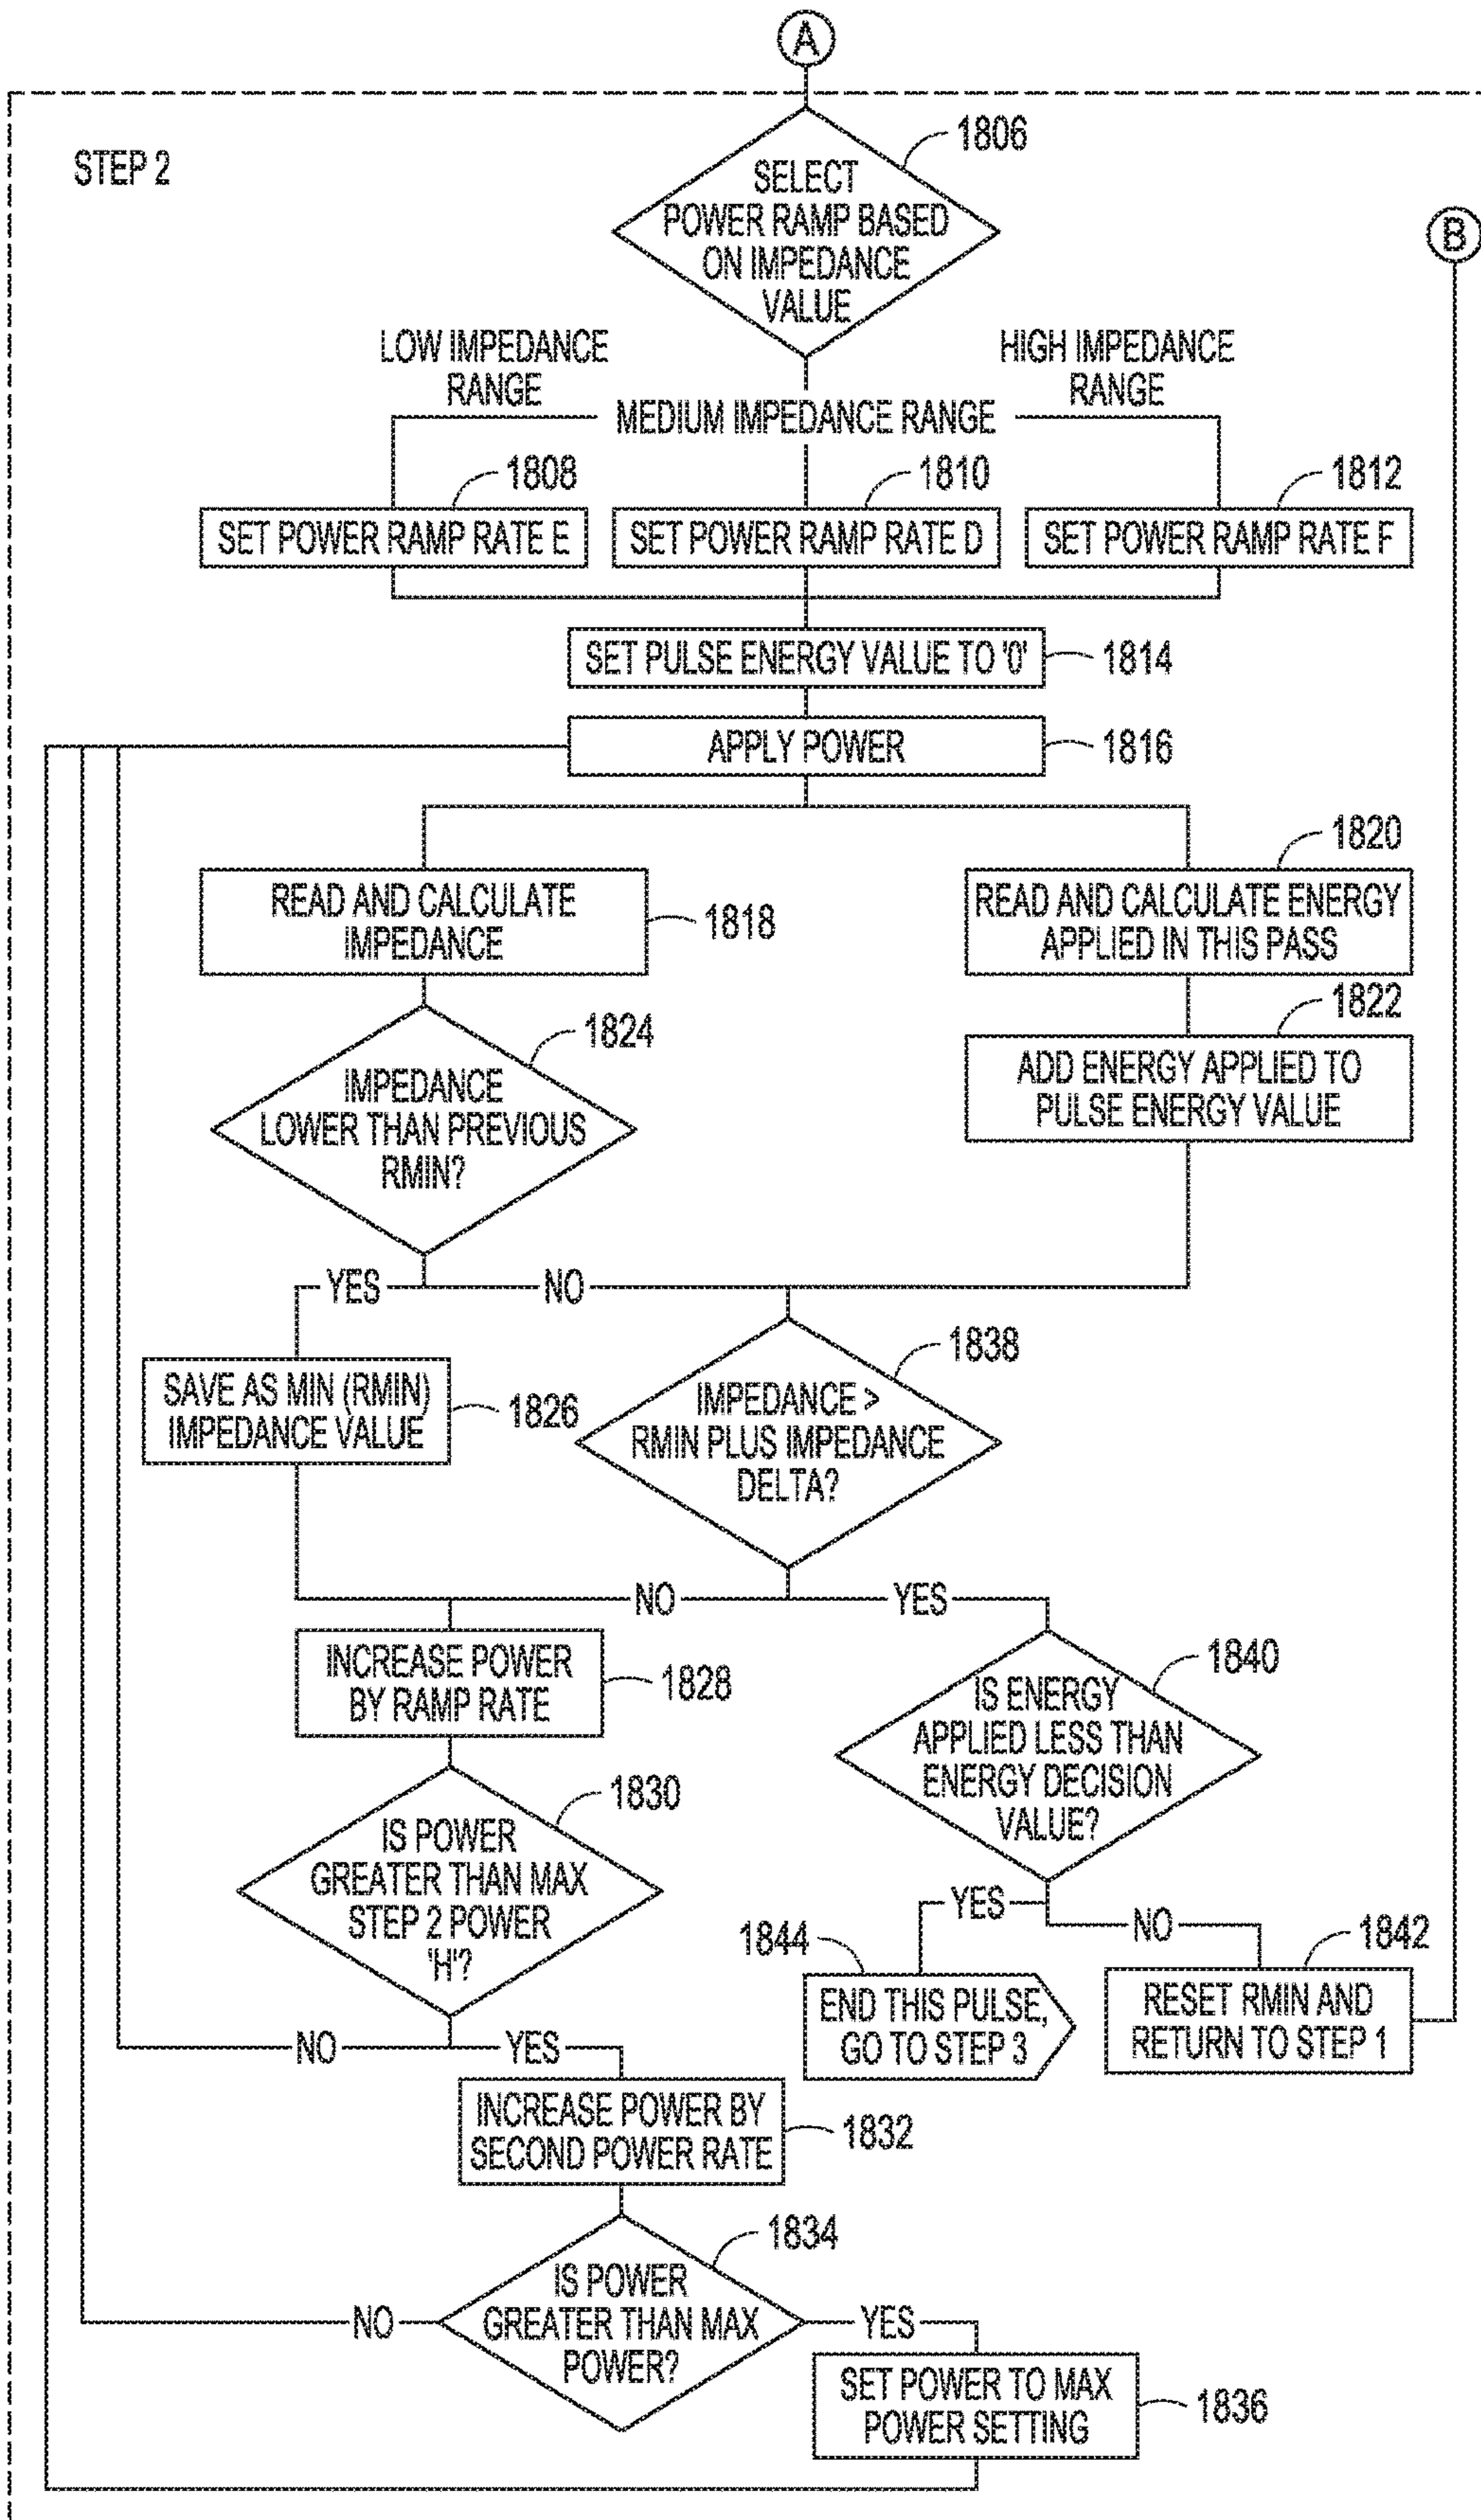 A
STEP 2
1806
SELECT
POWER RAMP BASED
ON IMPEDANCE
VALUE
B
LOW IMPEDANCE
RANGE
HIGH IMPEDANCE
RANGE
MEDIUM IMPEDANCE RANGE
1808
1810
1812
SET POWER RAMP RATE E
SET POWER RAMP RATE D
SET POWER RAMP RATE F
SET PULSE ENERGY VALUE TO '0'
1814
APPLY POWER
1816
READ AND CALCULATE
IMPEDANCE
1818
1820
READ AND CALCULATE ENERGY
APPLIED IN THIS PASS
1822
ADD ENERGY APPLIED TO
PULSE ENERGY VALUE
1824
IMPEDANCE
LOWER THAN PREVIOUS
RMIN?
YES
NO
SAVE AS MIN (RMIN)
IMPEDANCE VALUE
1826
1838
IMPEDANCE >
RMIN PLUS IMPEDANCE
DELTA?
NO
YES
INCREASE POWER
BY RAMP RATE
1828
1840
IS ENERGY
APPLIED LESS THAN
ENERGY DECISION
VALUE?
1830
IS POWER
GREATER THAN MAX
STEP 2 POWER
'H'?
YES
NO
1844
END THIS PULSE,
GO TO STEP 3
1842
RESET RMIN AND
RETURN TO STEP 1
NO
YES
INCREASE POWER BY
SECOND POWER RATE
1832
1834
IS POWER
GREATER THAN MAX
POWER?
NO
YES
SET POWER TO MAX
POWER SETTING
1836